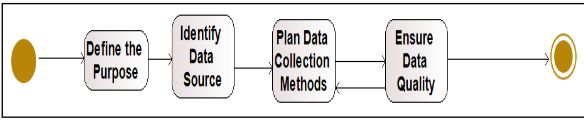 Define the
Purpose
Identify
Data
Source
Plan Data
Collection
Methods
Ensure
Data
Quality